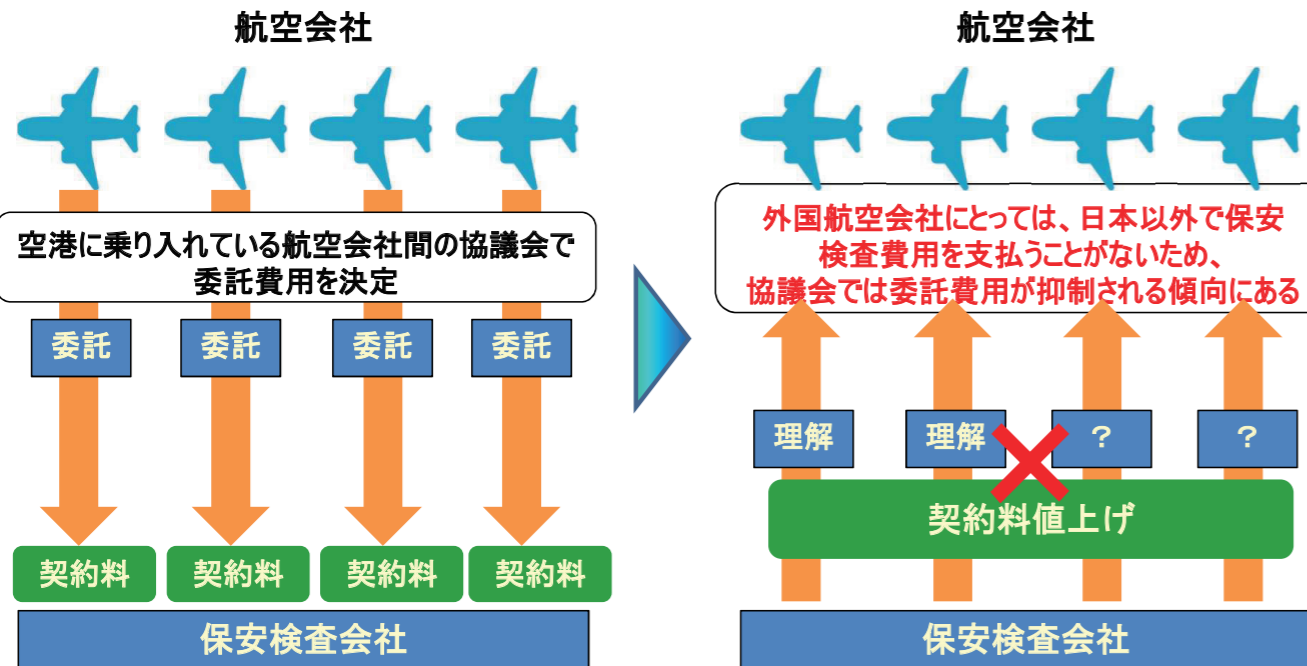 航空会社
空港に乗り入れている航空会社間の協議会で
委託費用を決定
委託
委託
委託
委託
契約料
契約料
契約料
契約料
保安検査会社
航空会社
外国航空会社にとっては、日本以外で保安
検査費用を支払うことがないため、
協議会では委託費用が抑制される傾向にある
理解
理解
?
?
契約料値上げ
保安検査会社